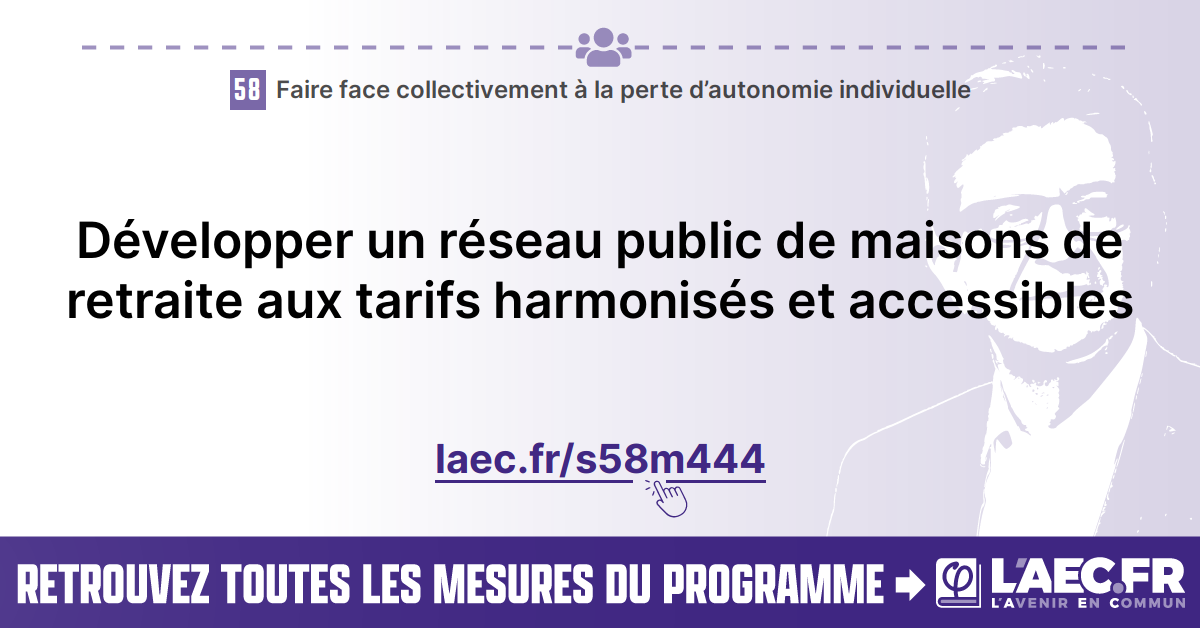 58 Faire face collectivement à la perte d’autonomie individuelle
Développer un réseau public de maisons de
retraite aux tarifs harmonisés et accessibles
laec.fr/s58m444
RETROUVEZ TOUTES LES MESURES DU PROGRAMME
φ L'AEC.FR
L'AVENIR EN COMMUN